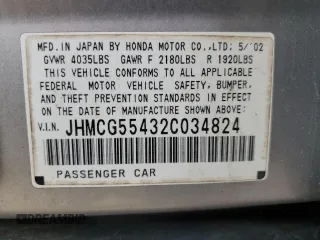 MFD. IN JAPAN BY HONDA MOTOR CO.,LTD. 5/'02
GVWR 4035LBS GAWR F 2180LBS R 1920LBS
THIS VEHICLE CONFORMS TO ALL APPLICABLE
FEDERAL MOTOR VEHICLE SAFETY, BUMPER,
AND THEFT PREVENTION STANDARDS IN EFFECT
ON THE DATE OF MANUFACTURE SHOWN ABOVE.
V.I.N. JHMCG55432C034824
PASSENGER CAR